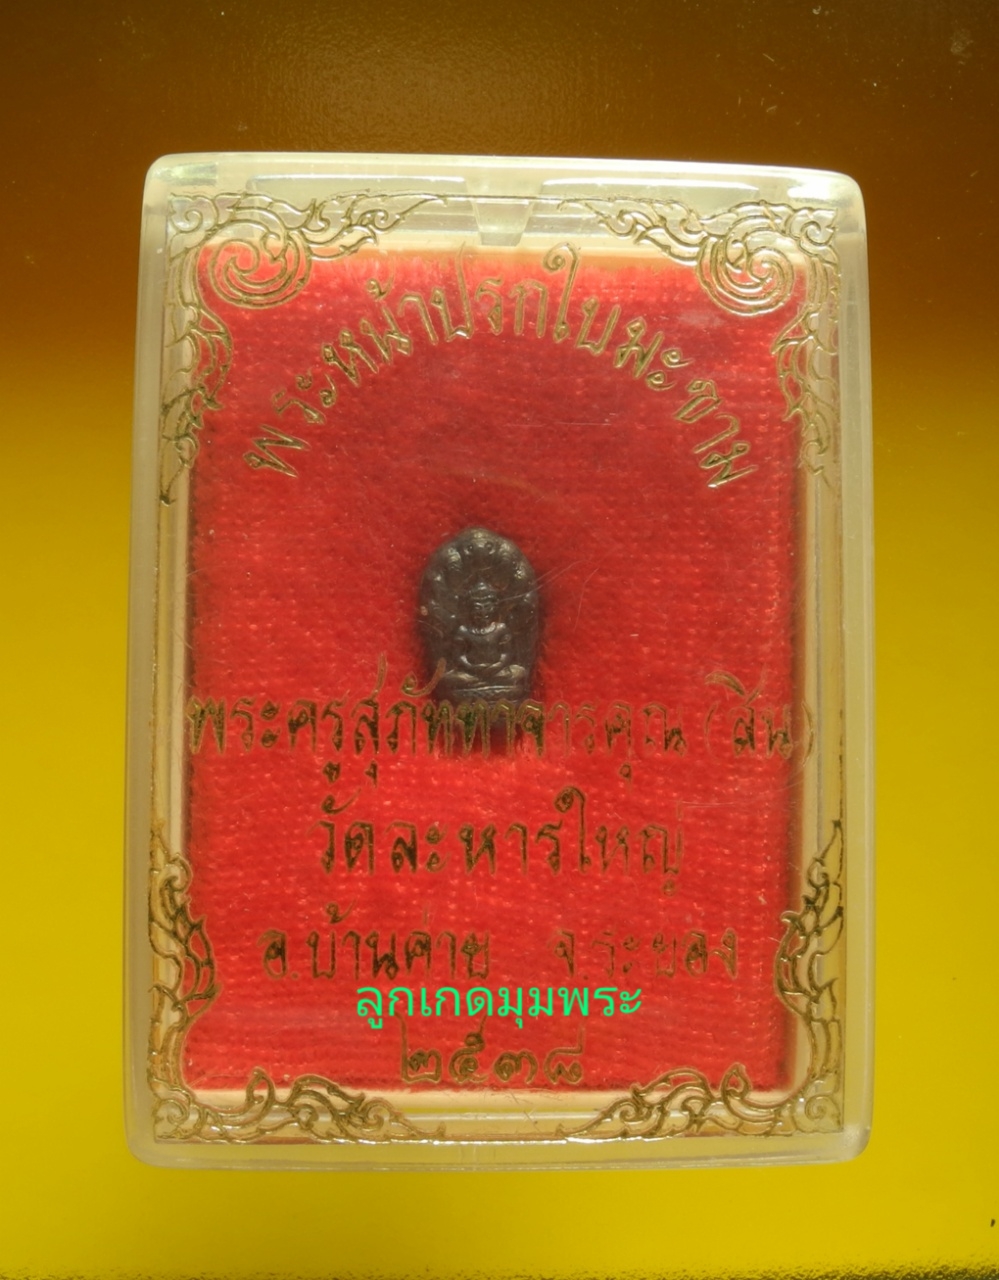 พระหน้าปรกใบมะขาม
พระครูสุภัททาจารคุณ (สิน)
วัดละหารใหญ่
อ.บ้านค่าย จ.ระยอง
ลูกเกดมุมพระ
๒๕๓๘